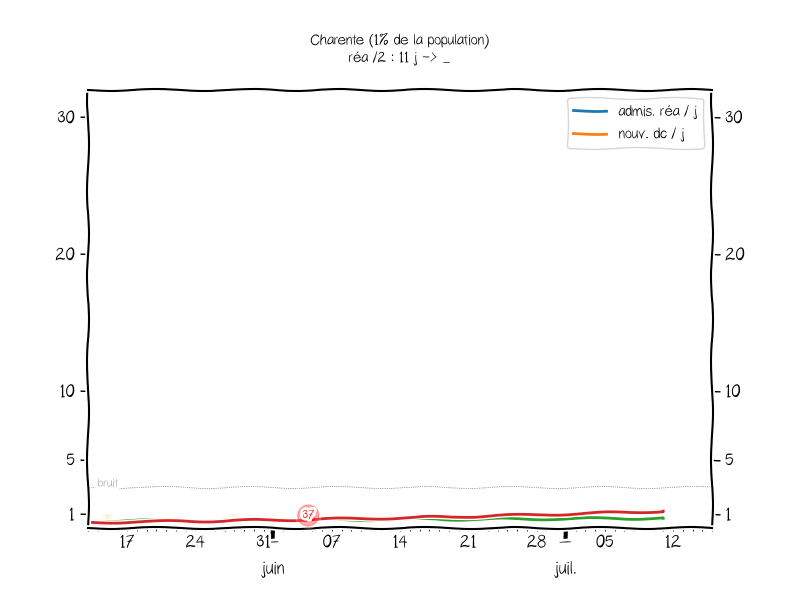 Charente (1% de la population)
réa /2 : 11 j -> _
30
20
10
5
1
30
20
10
5
1
admis. réa / j
nouv. dc / j
bruit
37
17 24 31 07 14 21 28 05 12
juin juil.